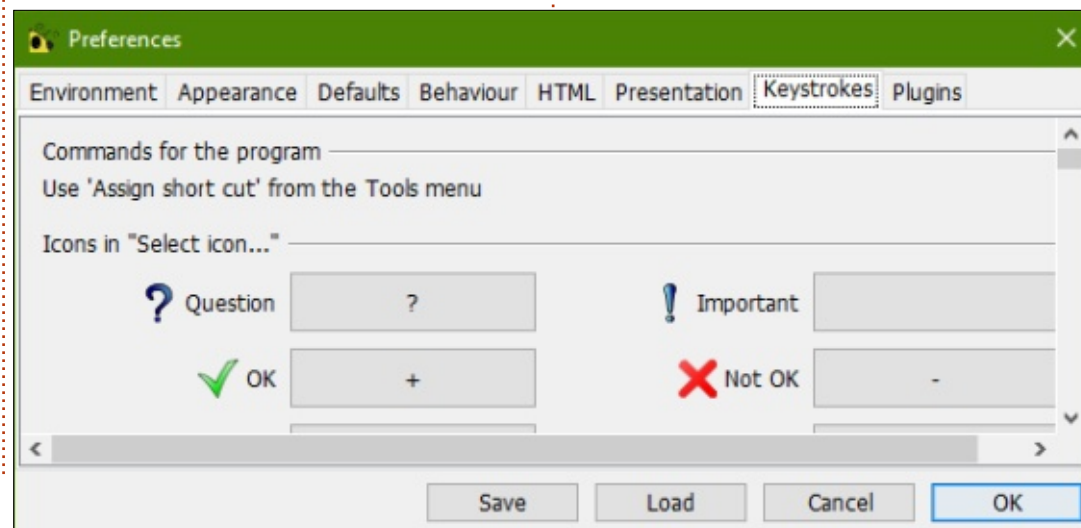 Preferences
Environment Appearance Defaults Behaviour HTML Presentation Keystrokes Plugins
Commands for the program
Use 'Assign short cut' from the Tools menu
Icons in "Select icon..."
Question ? Important
OK + Not OK -
Save Load Cancel OK